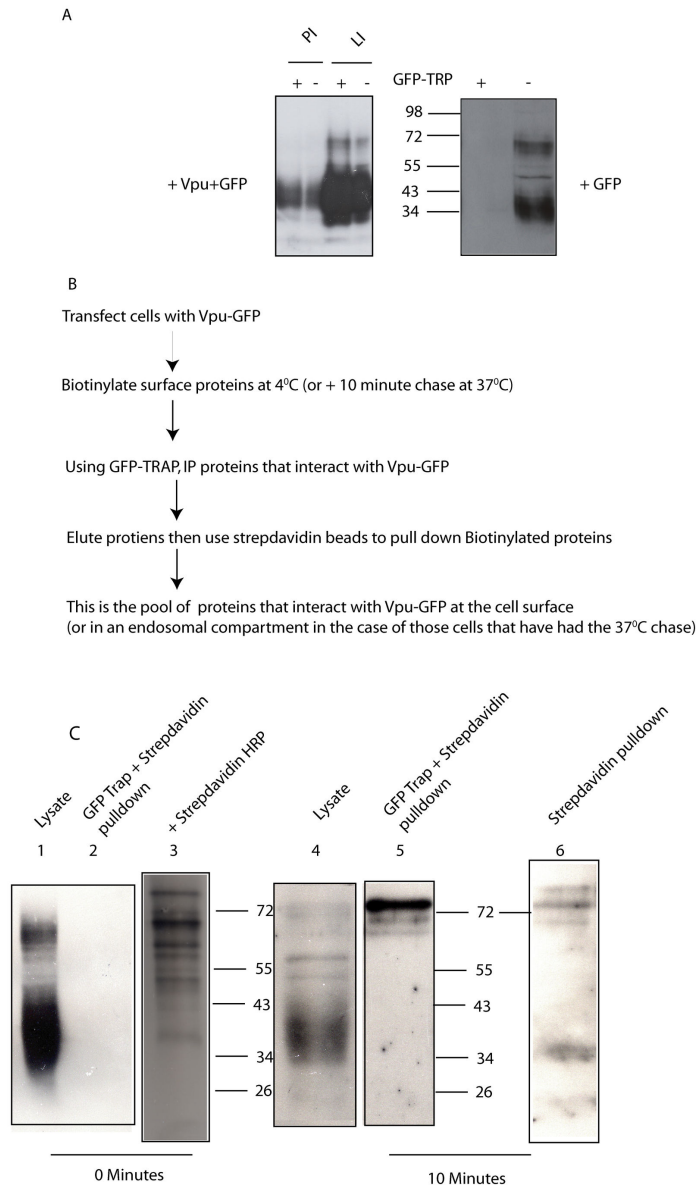 A
PI LI
+ - + - GFP-TRP + -
98
72
55
43
34
+ Vpu+GFP
+ GFP
B
Transfect cells with Vpu-GFP
Biotinylate surface proteins at 4⁰C (or + 10 minute chase at 37⁰C)
Using GFP-TRAP, IP proteins that interact with Vpu-GFP
Elute protiens then use strepdavidin beads to pull down Biotinylated proteins
This is the pool of proteins that interact with Vpu-GFP at the cell surface
(or in an endosomal compartment in the case of those cells that have had the 37⁰C chase)
C
Lysate
GFP Trap + Strepdavidin
pulldown
+ Strepdavidin HRP
Lysate
GFP Trap + Strepdavidin
pulldown
Strepdavidin pulldown
1 2 3 4 5 6
72
55
43
34
26
72
55
43
34
26
0 Minutes
10 Minutes